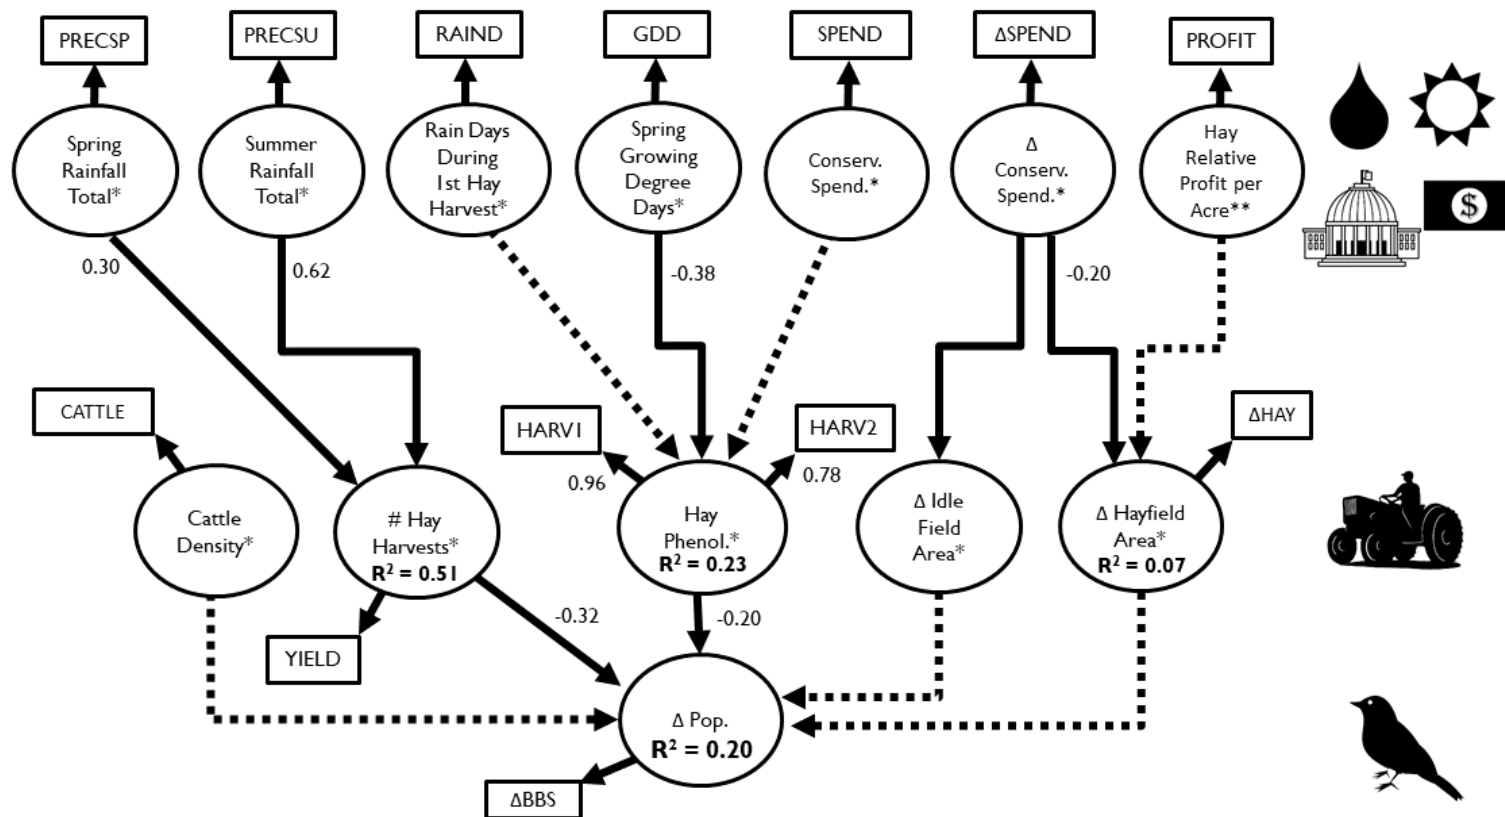 PRECSP
PRECSU
RAIND
GDD
SPEND
ΔSPEND
PROFIT
Spring
Rainfall
Total*
Summer
Rainfall
Total*
Rain Days
During
1st Hay
Harvest*
Spring
Growing
Degree
Days*
Conserv.
Spend.*
Δ
Conserv.
Spend.*
Hay
Relative
Profit per
Acre**
$
0.30
0.62
-0.38
-0.20
CATTLE
HARV1
HARV2
ΔHAY
0.96
0.78
Cattle
Density*
# Hay
Harvests*
R² = 0.51
Hay
Phenol.*
R² = 0.23
Δ Idle
Field
Area*
Δ Hayfield
Area*
R² = 0.07
YIELD
-0.32
-0.20
Δ Pop.
R² = 0.20
ΔBBS